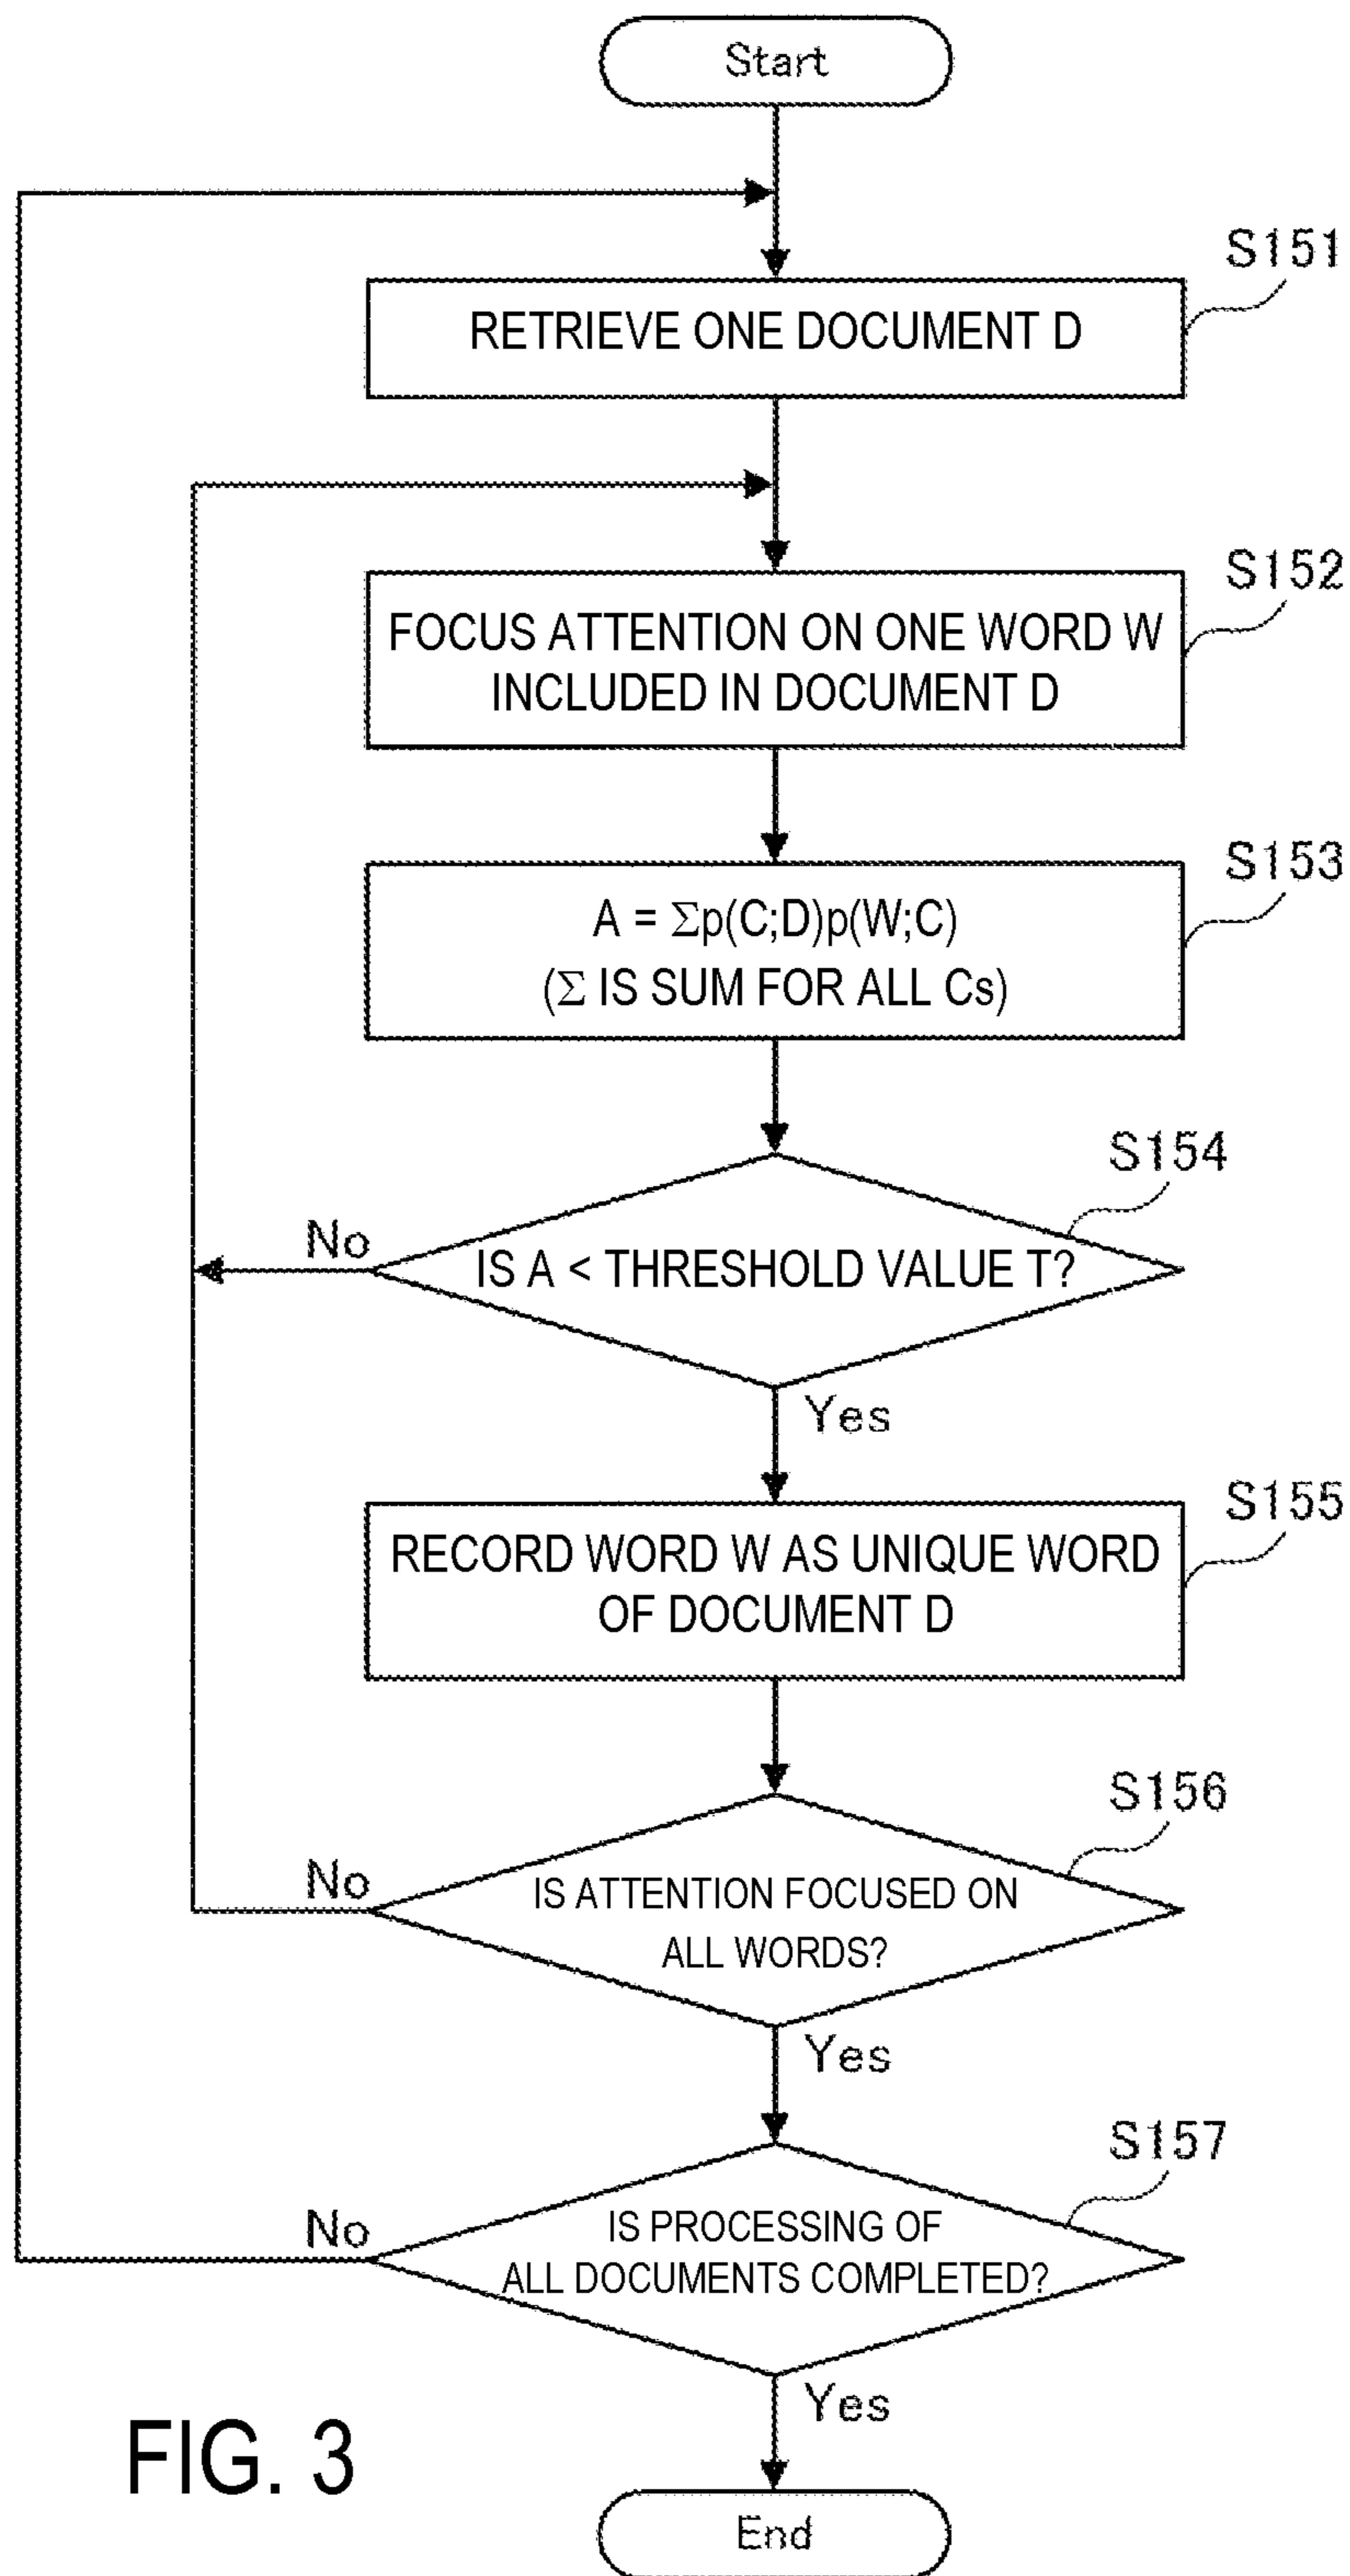 Start
S151
RETRIEVE ONE DOCUMENT D
S152
FOCUS ATTENTION ON ONE WORD W
INCLUDED IN DOCUMENT D
S153
A = Σp(C;D)p(W;C)
(Σ IS SUM FOR ALL Cs)
S154
No
IS A < THRESHOLD VALUE T?
Yes
S155
RECORD WORD W AS UNIQUE WORD
OF DOCUMENT D
S156
No
IS ATTENTION FOCUSED ON
ALL WORDS?
Yes
S157
No
IS PROCESSING OF
ALL DOCUMENTS COMPLETED?
Yes
FIG. 3
End